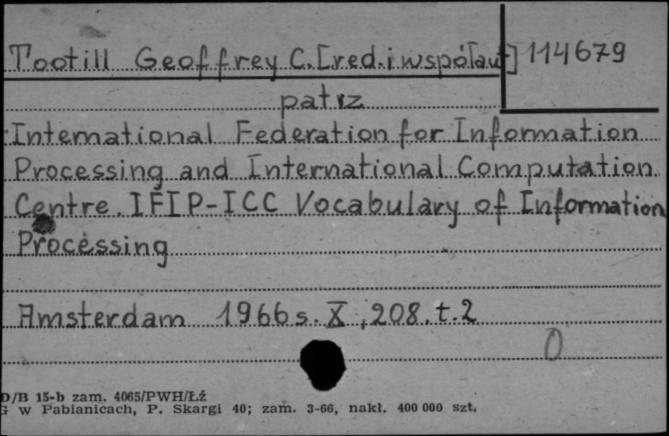 Tootill Geoffrey C. [red. i współaut] 114679
patrz
International Federation for Information
Processing and International Computation
Centre. IFIP-ICC Vocabulary of Information
Processing
Amsterdam 1966 s. X, 208. t. 2
0
D/B 15-b zam. 4065/PWH/ŁŹ
G w Pabianicach, P. Skargi 40; zam. 3-66, nakł. 400 000 szt.